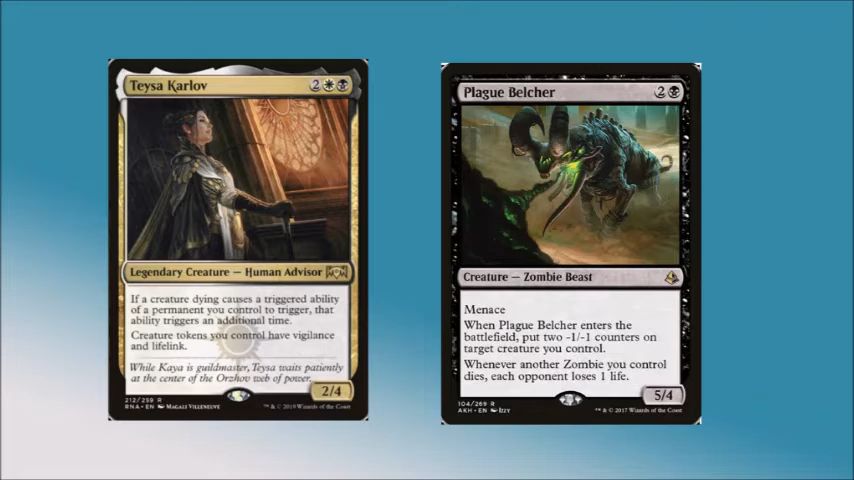 Teysa Karlov 2
Legendary Creature — Human Advisor
If a creature dying causes a triggered ability
of a permanent you control to trigger, that
ability triggers an additional time.
Creature tokens you control have vigilance
and lifelink.
While Kaya is guildmaster, Teysa waits patiently
at the center of the Orzhov web of power.
2/4
212/259 R
RNA • EN Magali Villeneuve ™ & © 2019 Wizards of the Coast
Plague Belcher 2
Creature — Zombie Beast
Menace
When Plague Belcher enters the
battlefield, put two -1/-1 counters on
target creature you control.
Whenever another Zombie you control
dies, each opponent loses 1 life.
5/4
104/269 R
AKH • EN Izzy ™ & © 2017 Wizards of the Coast